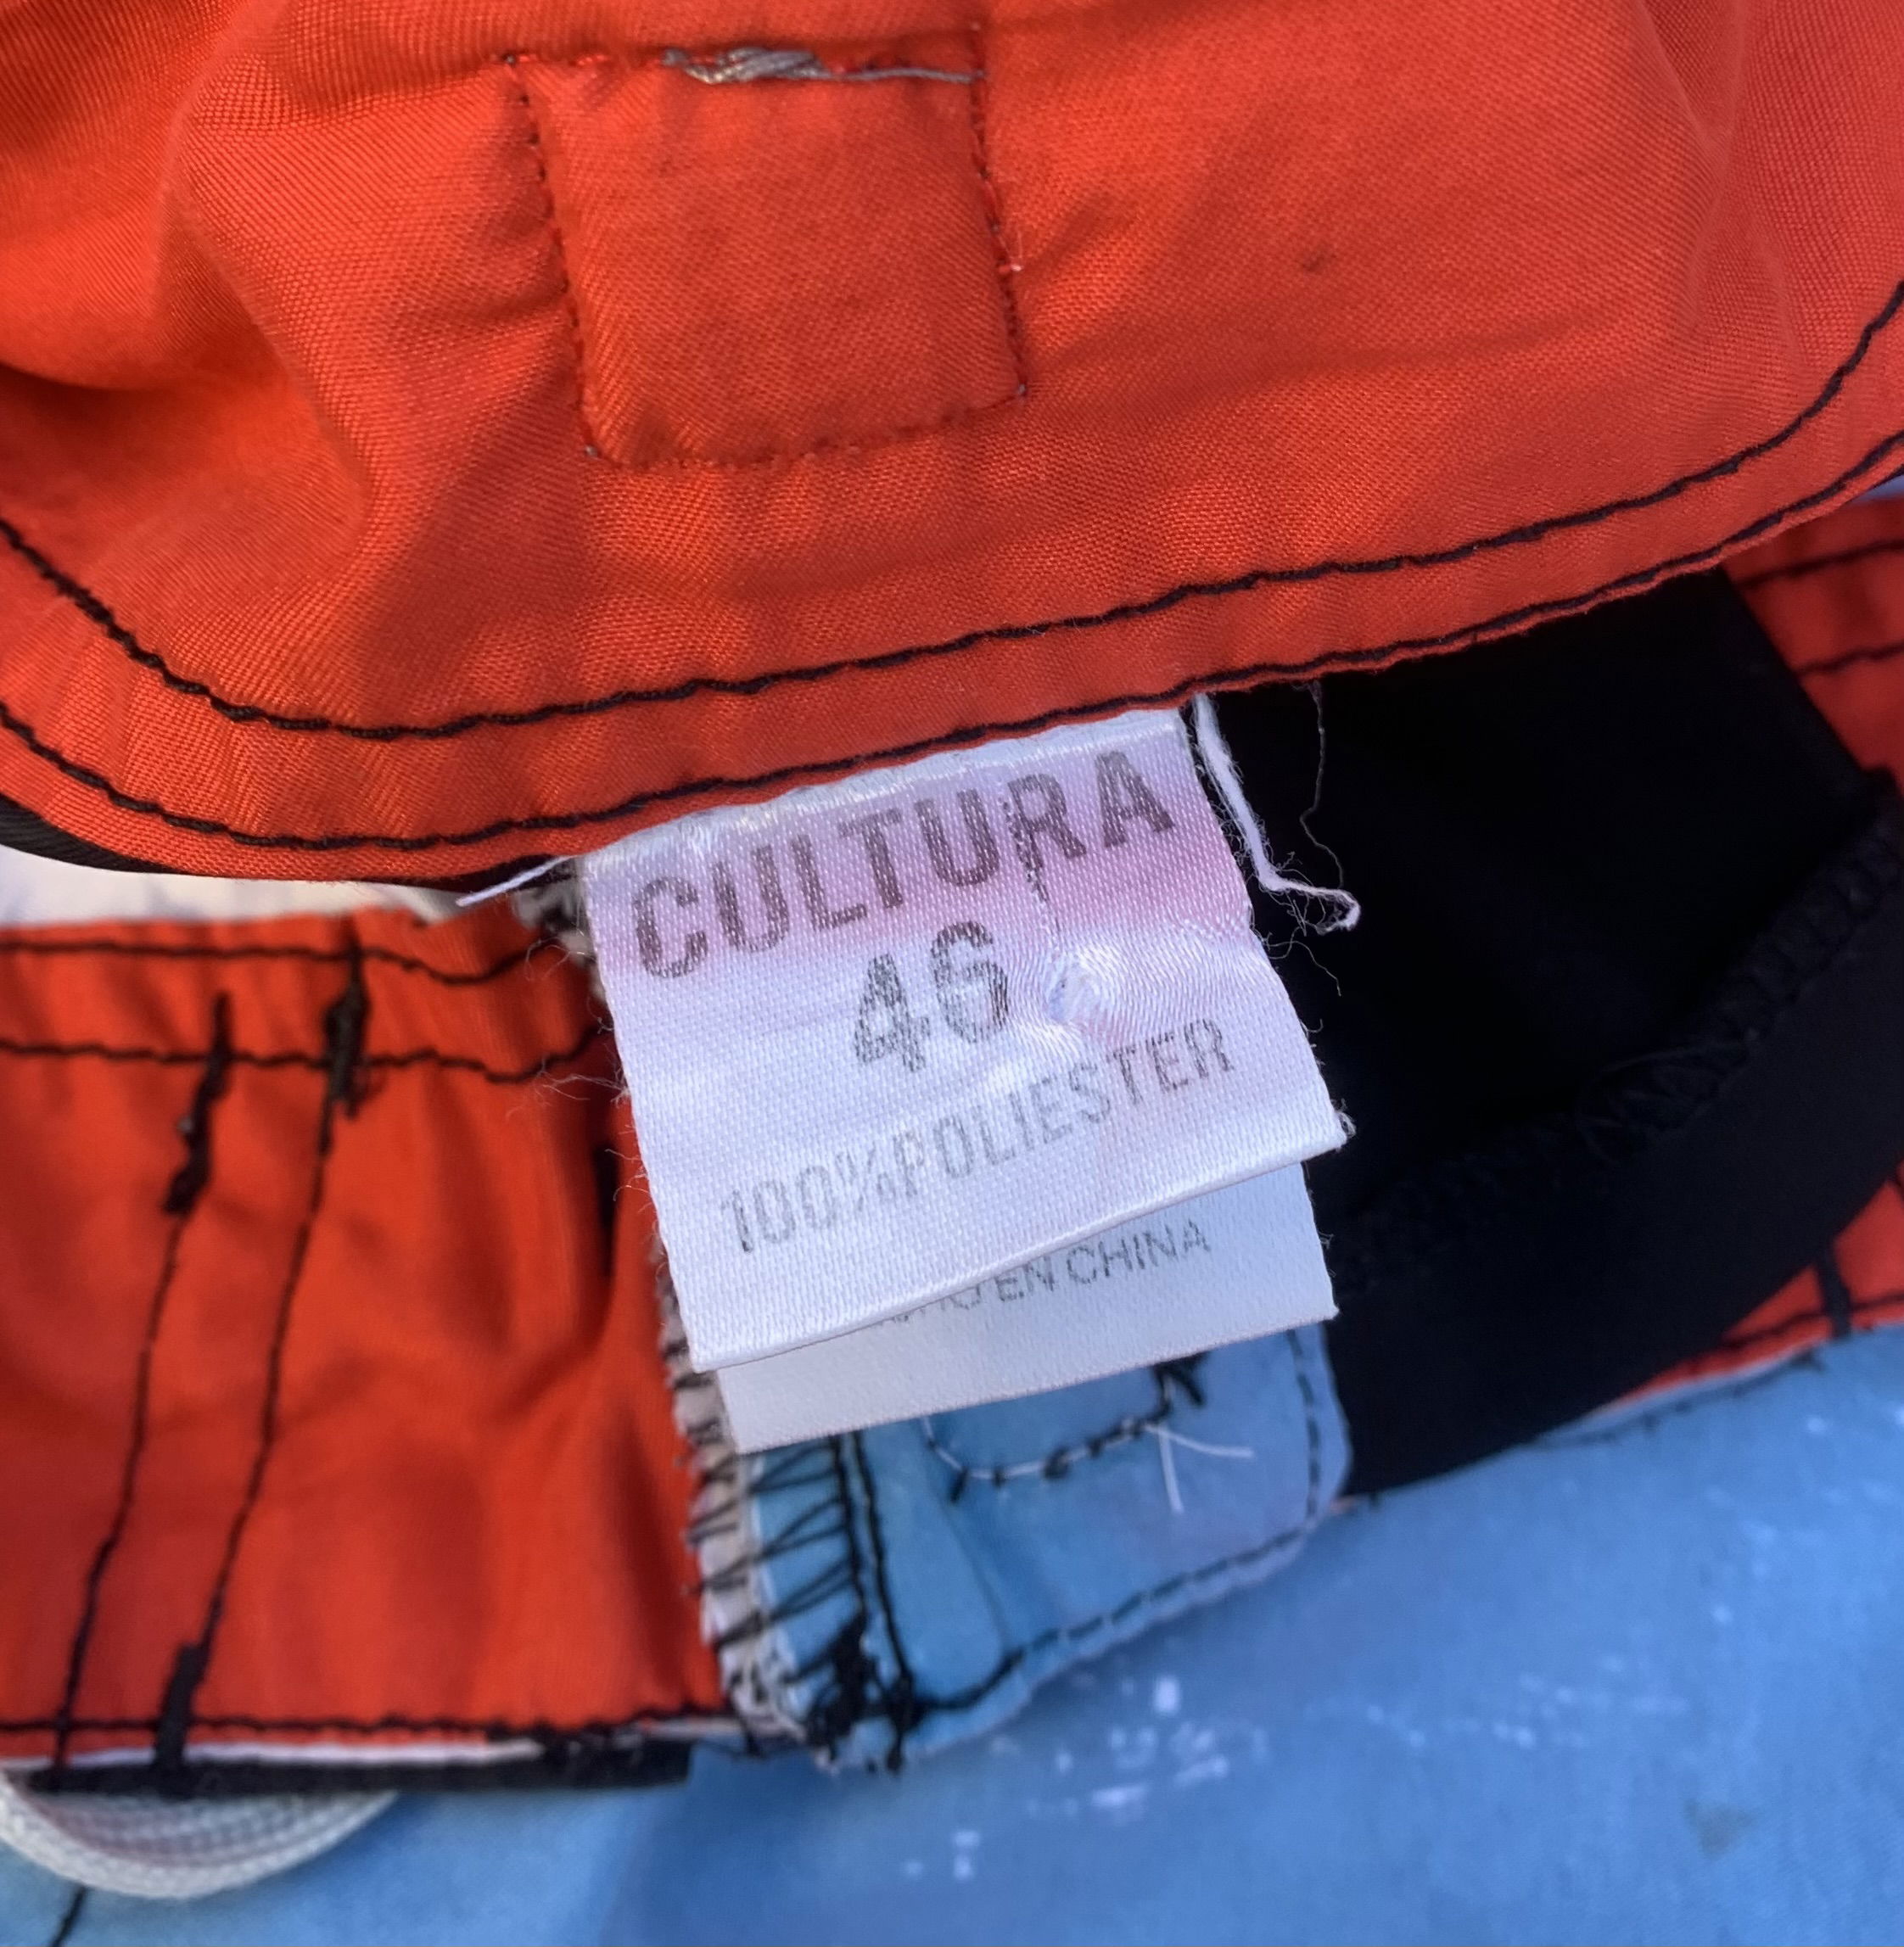 CULTURA
46
100%POLIESTER
EN CHINA